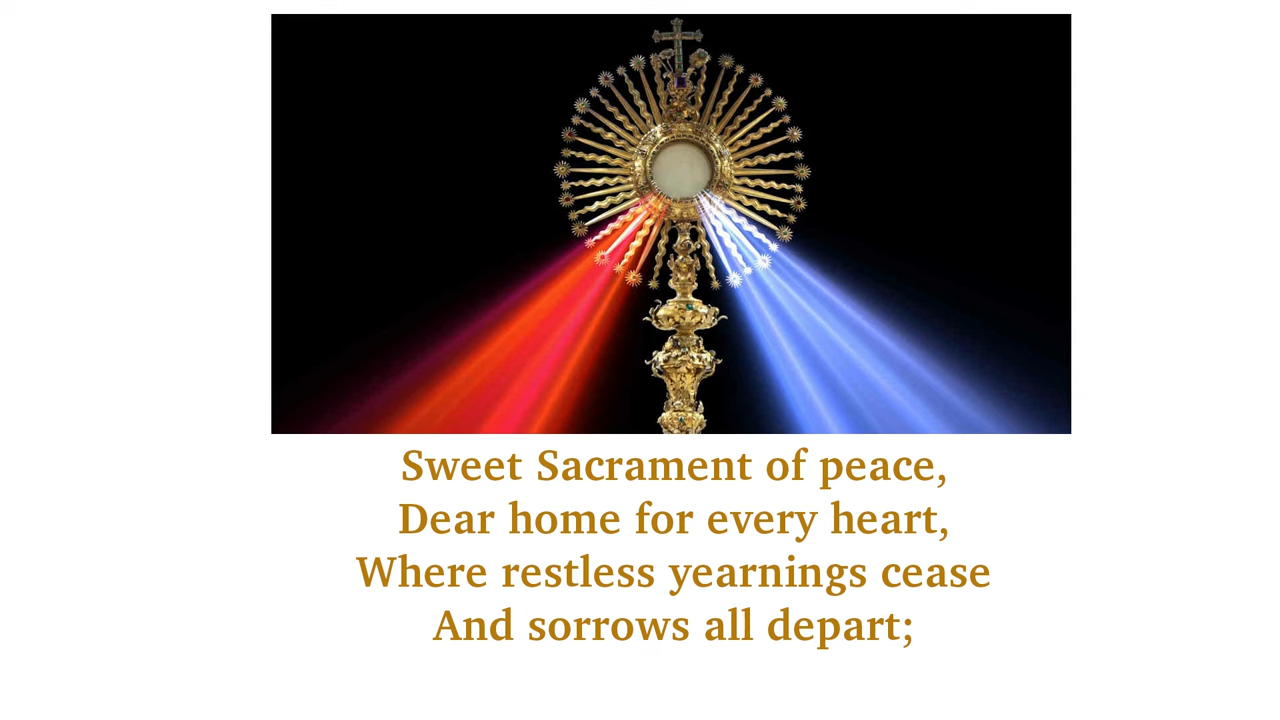 Sweet Sacrament of peace,
Dear home for every heart,
Where restless yearnings cease
And sorrows all depart;